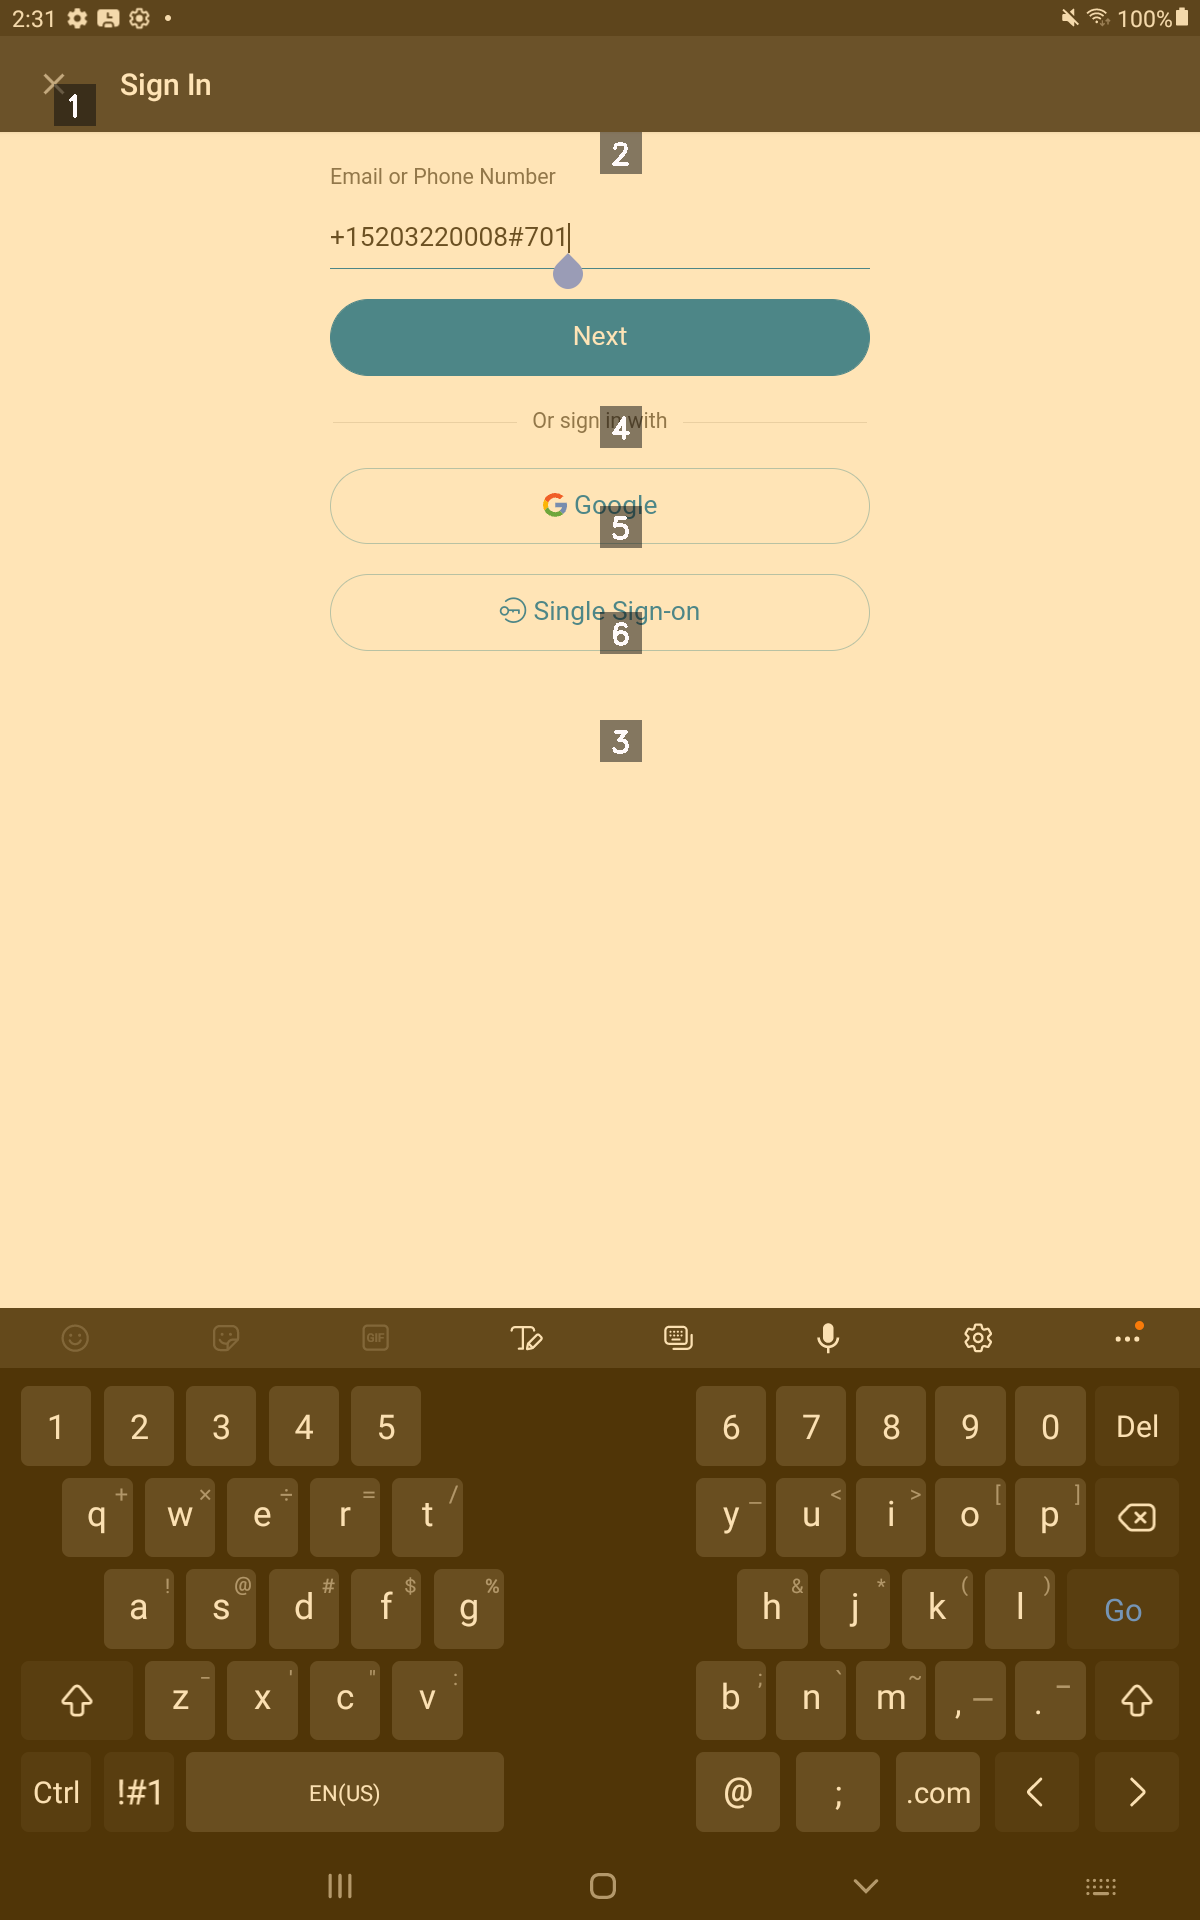 2:31
100%
Sign In
1
2
Email or Phone Number
+15203220008#701
Next
Or sign in with
4
Google
5
Single Sign-on
6
3
GIF
1 2 3 4 5 6 7 8 9 0 Del
q + w × e ÷ r = t / y _ u < i > o [ p ]
a ! s @ d # f $ g % h & j * k ( l ) Go
z - x ' c " v : b ; n ` m ~ , — . –
Ctrl !#1 EN(US) @ ; .com < >